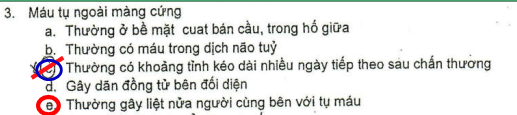 3. Máu tụ ngoài màng cứng
a. Thường ở bề mặt cuat bán cầu, trong hố giữa
b. Thường có máu trong dịch não tuỷ
c) Thường có khoảng tỉnh kéo dài nhiều ngày tiếp theo sau chấn thương
d. Gây dãn đồng tử bên đối diện
e. Thường gây liệt nửa người cùng bên với tụ máu